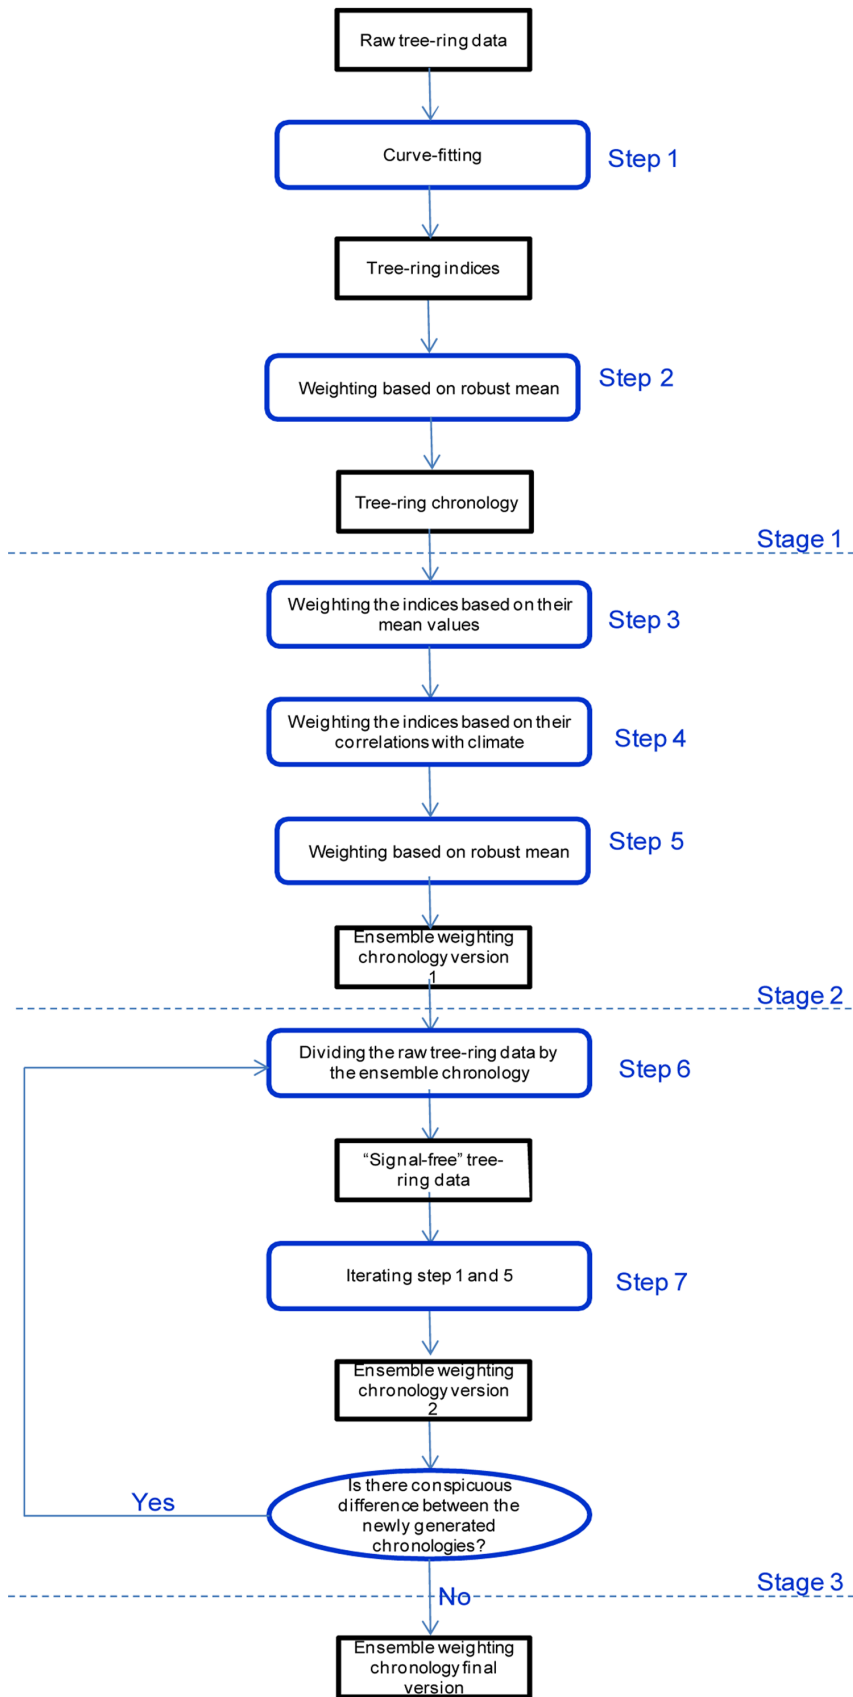 Raw tree-ring data
Curve-fitting
Step 1
Tree-ring indices
Weighting based on robust mean
Step 2
Tree-ring chronology
Stage 1
Weighting the indices based on their
mean values
Step 3
Weighting the indices based on their
correlations with climate
Step 4
Weighting based on robust mean
Step 5
Ensemble weighting
chronology version
1
Stage 2
Dividing the raw tree-ring data by
the ensemble chronology
Step 6
“Signal-free” tree-
ring data
Iterating step 1 and 5
Step 7
Ensemble weighting
chronology version
2
Is there conspicuous
difference between the
newly generated
chronologies?
Yes
Stage 3
No
Ensemble weighting
chronology final
version